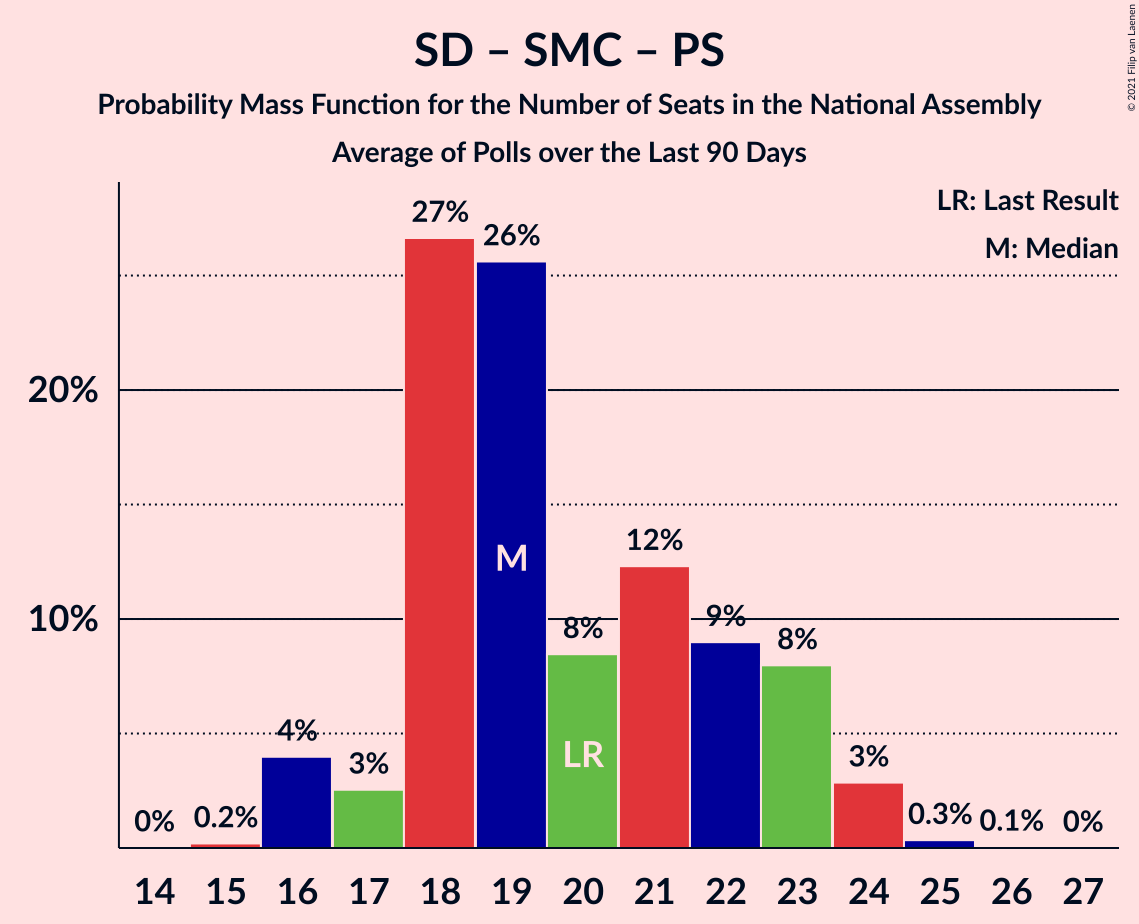 SD – SMC – PS
Probability Mass Function for the Number of Seats in the National Assembly
Average of Polls over the Last 90 Days
© 2021 Filip van Laenen
LR: Last Result
M: Median
20%
10%
0%
0.2%
4%
3%
27%
26%
8%
12%
9%
8%
3%
0.3%
0.1%
0%
M
LR
14 15 16 17 18 19 20 21 22 23 24 25 26 27